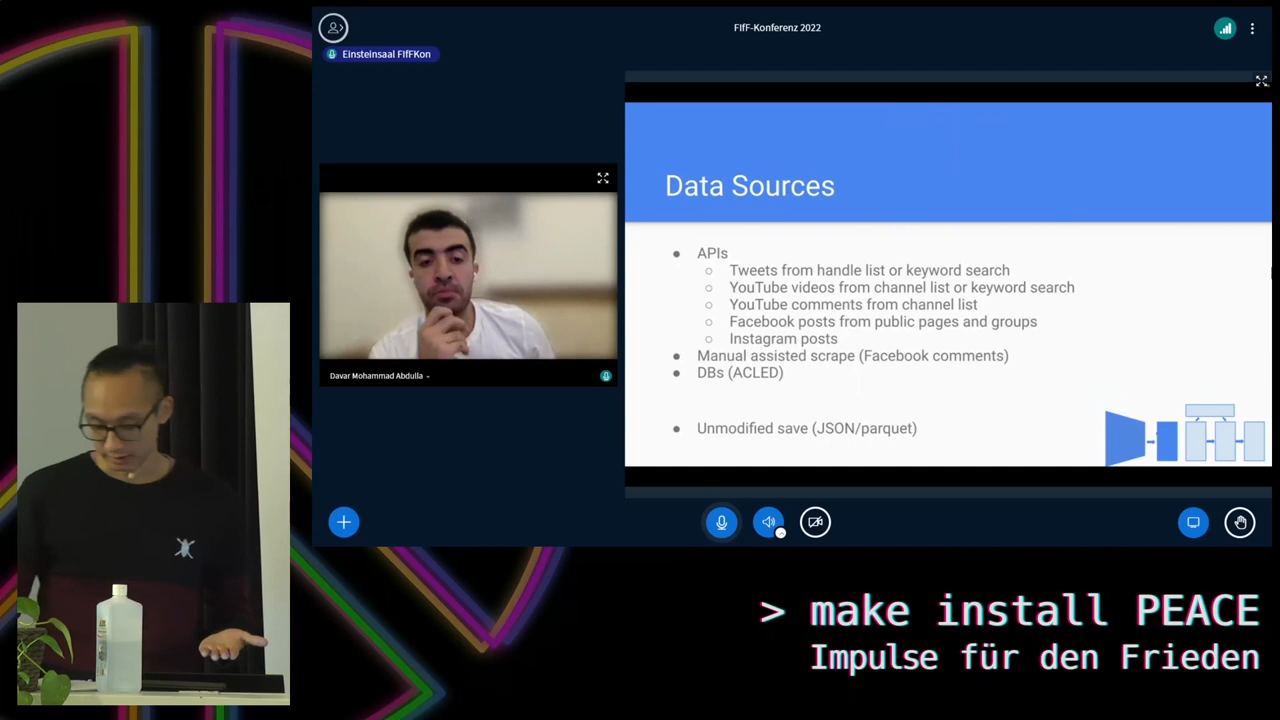 FIfF-Konferenz 2022
Einsteinsaal FIfFKon
Davar Mohammad Abdulla
Data Sources
APIs
Tweets from handle list or keyword search
YouTube videos from channel list or keyword search
YouTube comments from channel list
Facebook posts from public pages and groups
Instagram posts
Manual assisted scrape (Facebook comments)
DBs (ACLED)
Unmodified save (JSON/parquet)
> make install PEACE
Impulse für den Frieden